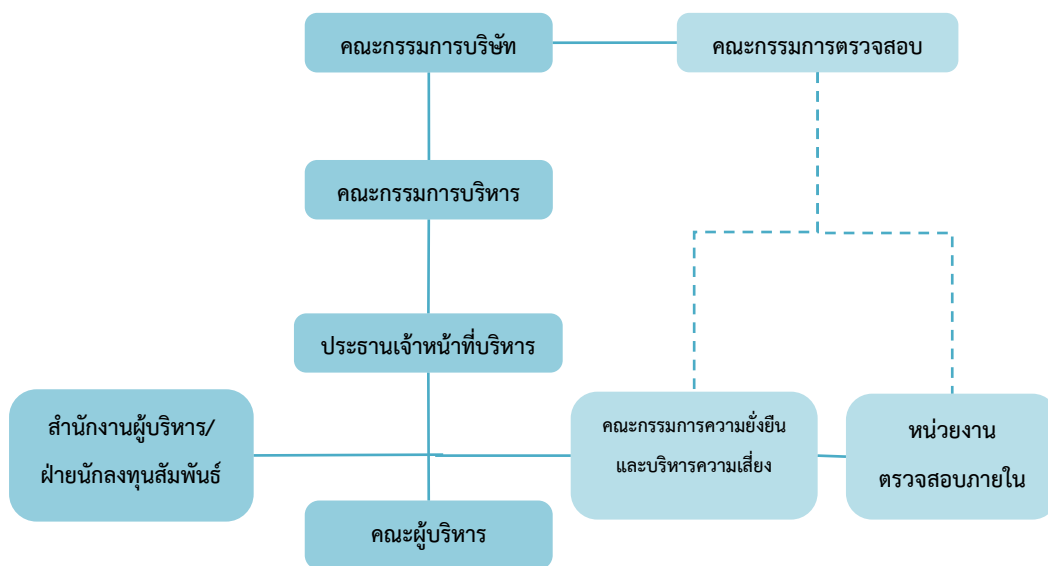 คณะกรรมการบริษัท
คณะกรรมการตรวจสอบ
คณะกรรมการบริหาร
ประธานเจ้าหน้าที่บริหาร
สำนักงานผู้บริหาร/
ฝ่ายนักลงทุนสัมพันธ์
คณะกรรมการความยั่งยืน
และบริหารความเสี่ยง
หน่วยงาน
ตรวจสอบภายใน
คณะผู้บริหาร